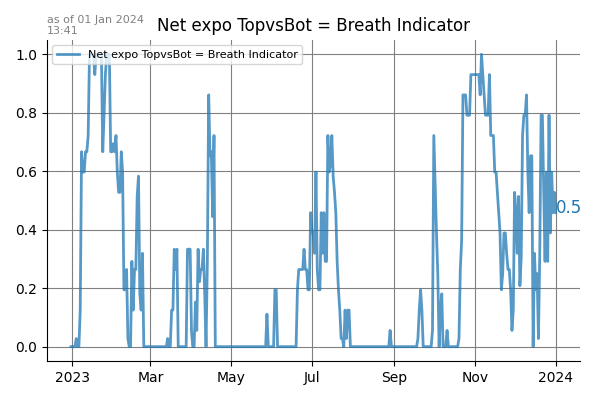 as of 01 Jan 2024
13:41
Net expo TopvsBot = Breath Indicator
Net expo TopvsBot = Breath Indicator
1.0
0.8
0.6
0.4
0.2
0.0
0.5
2023 Mar May Jul Sep Nov 2024